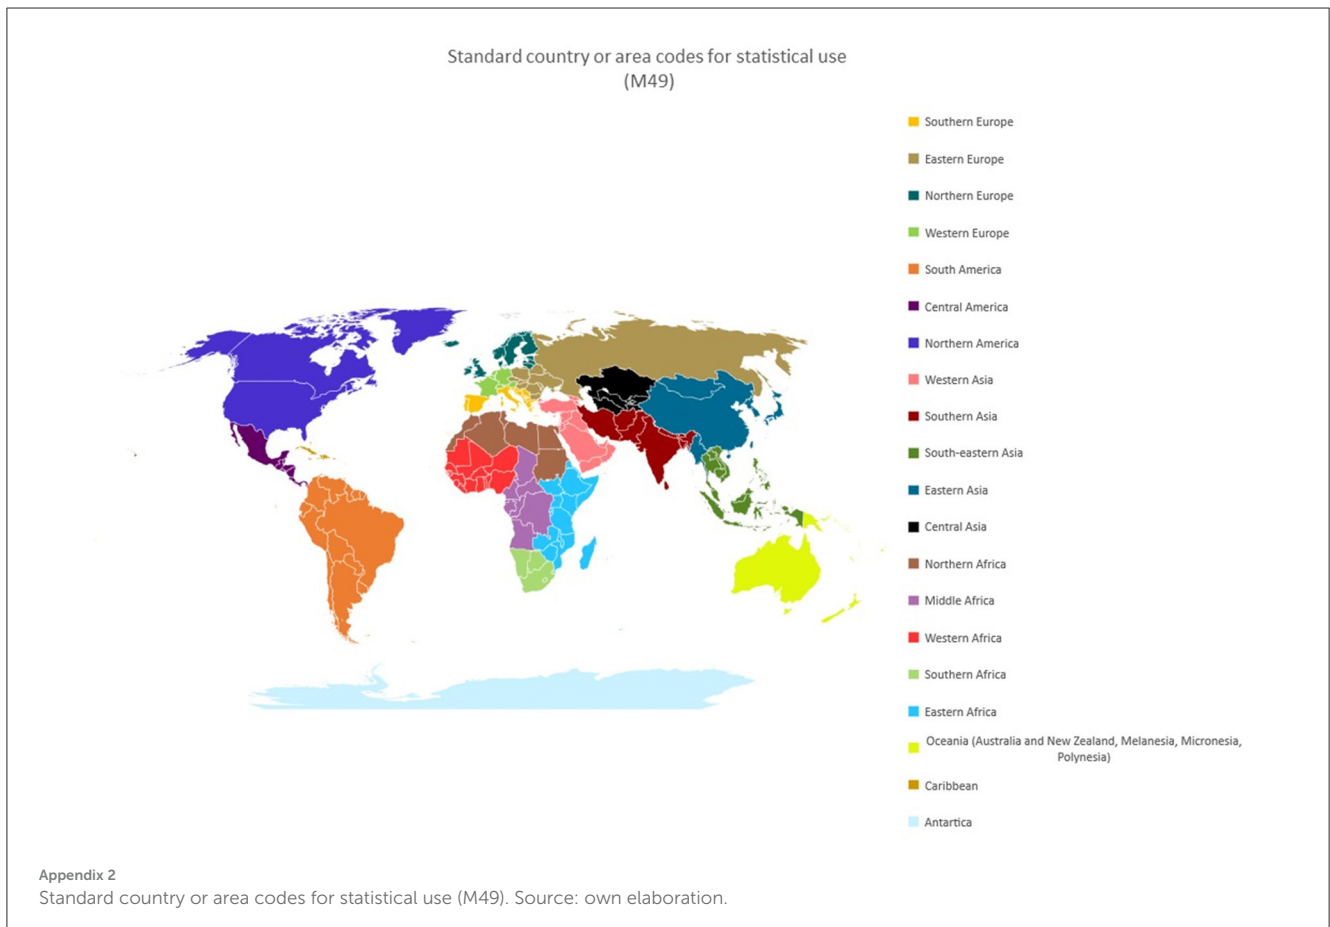 Standard country or area codes for statistical use
(M49)
Southern Europe
Eastern Europe
Northern Europe
Western Europe
South America
Central America
Northern America
Western Asia
Southern Asia
South-eastern Asia
Eastern Asia
Central Asia
Northern Africa
Middle Africa
Western Africa
Southern Africa
Eastern Africa
Oceania (Australia and New Zealand, Melanesia, Micronesia,
Polynesia)
Caribbean
Antartica
Appendix 2
Standard country or area codes for statistical use (M49). Source: own elaboration.